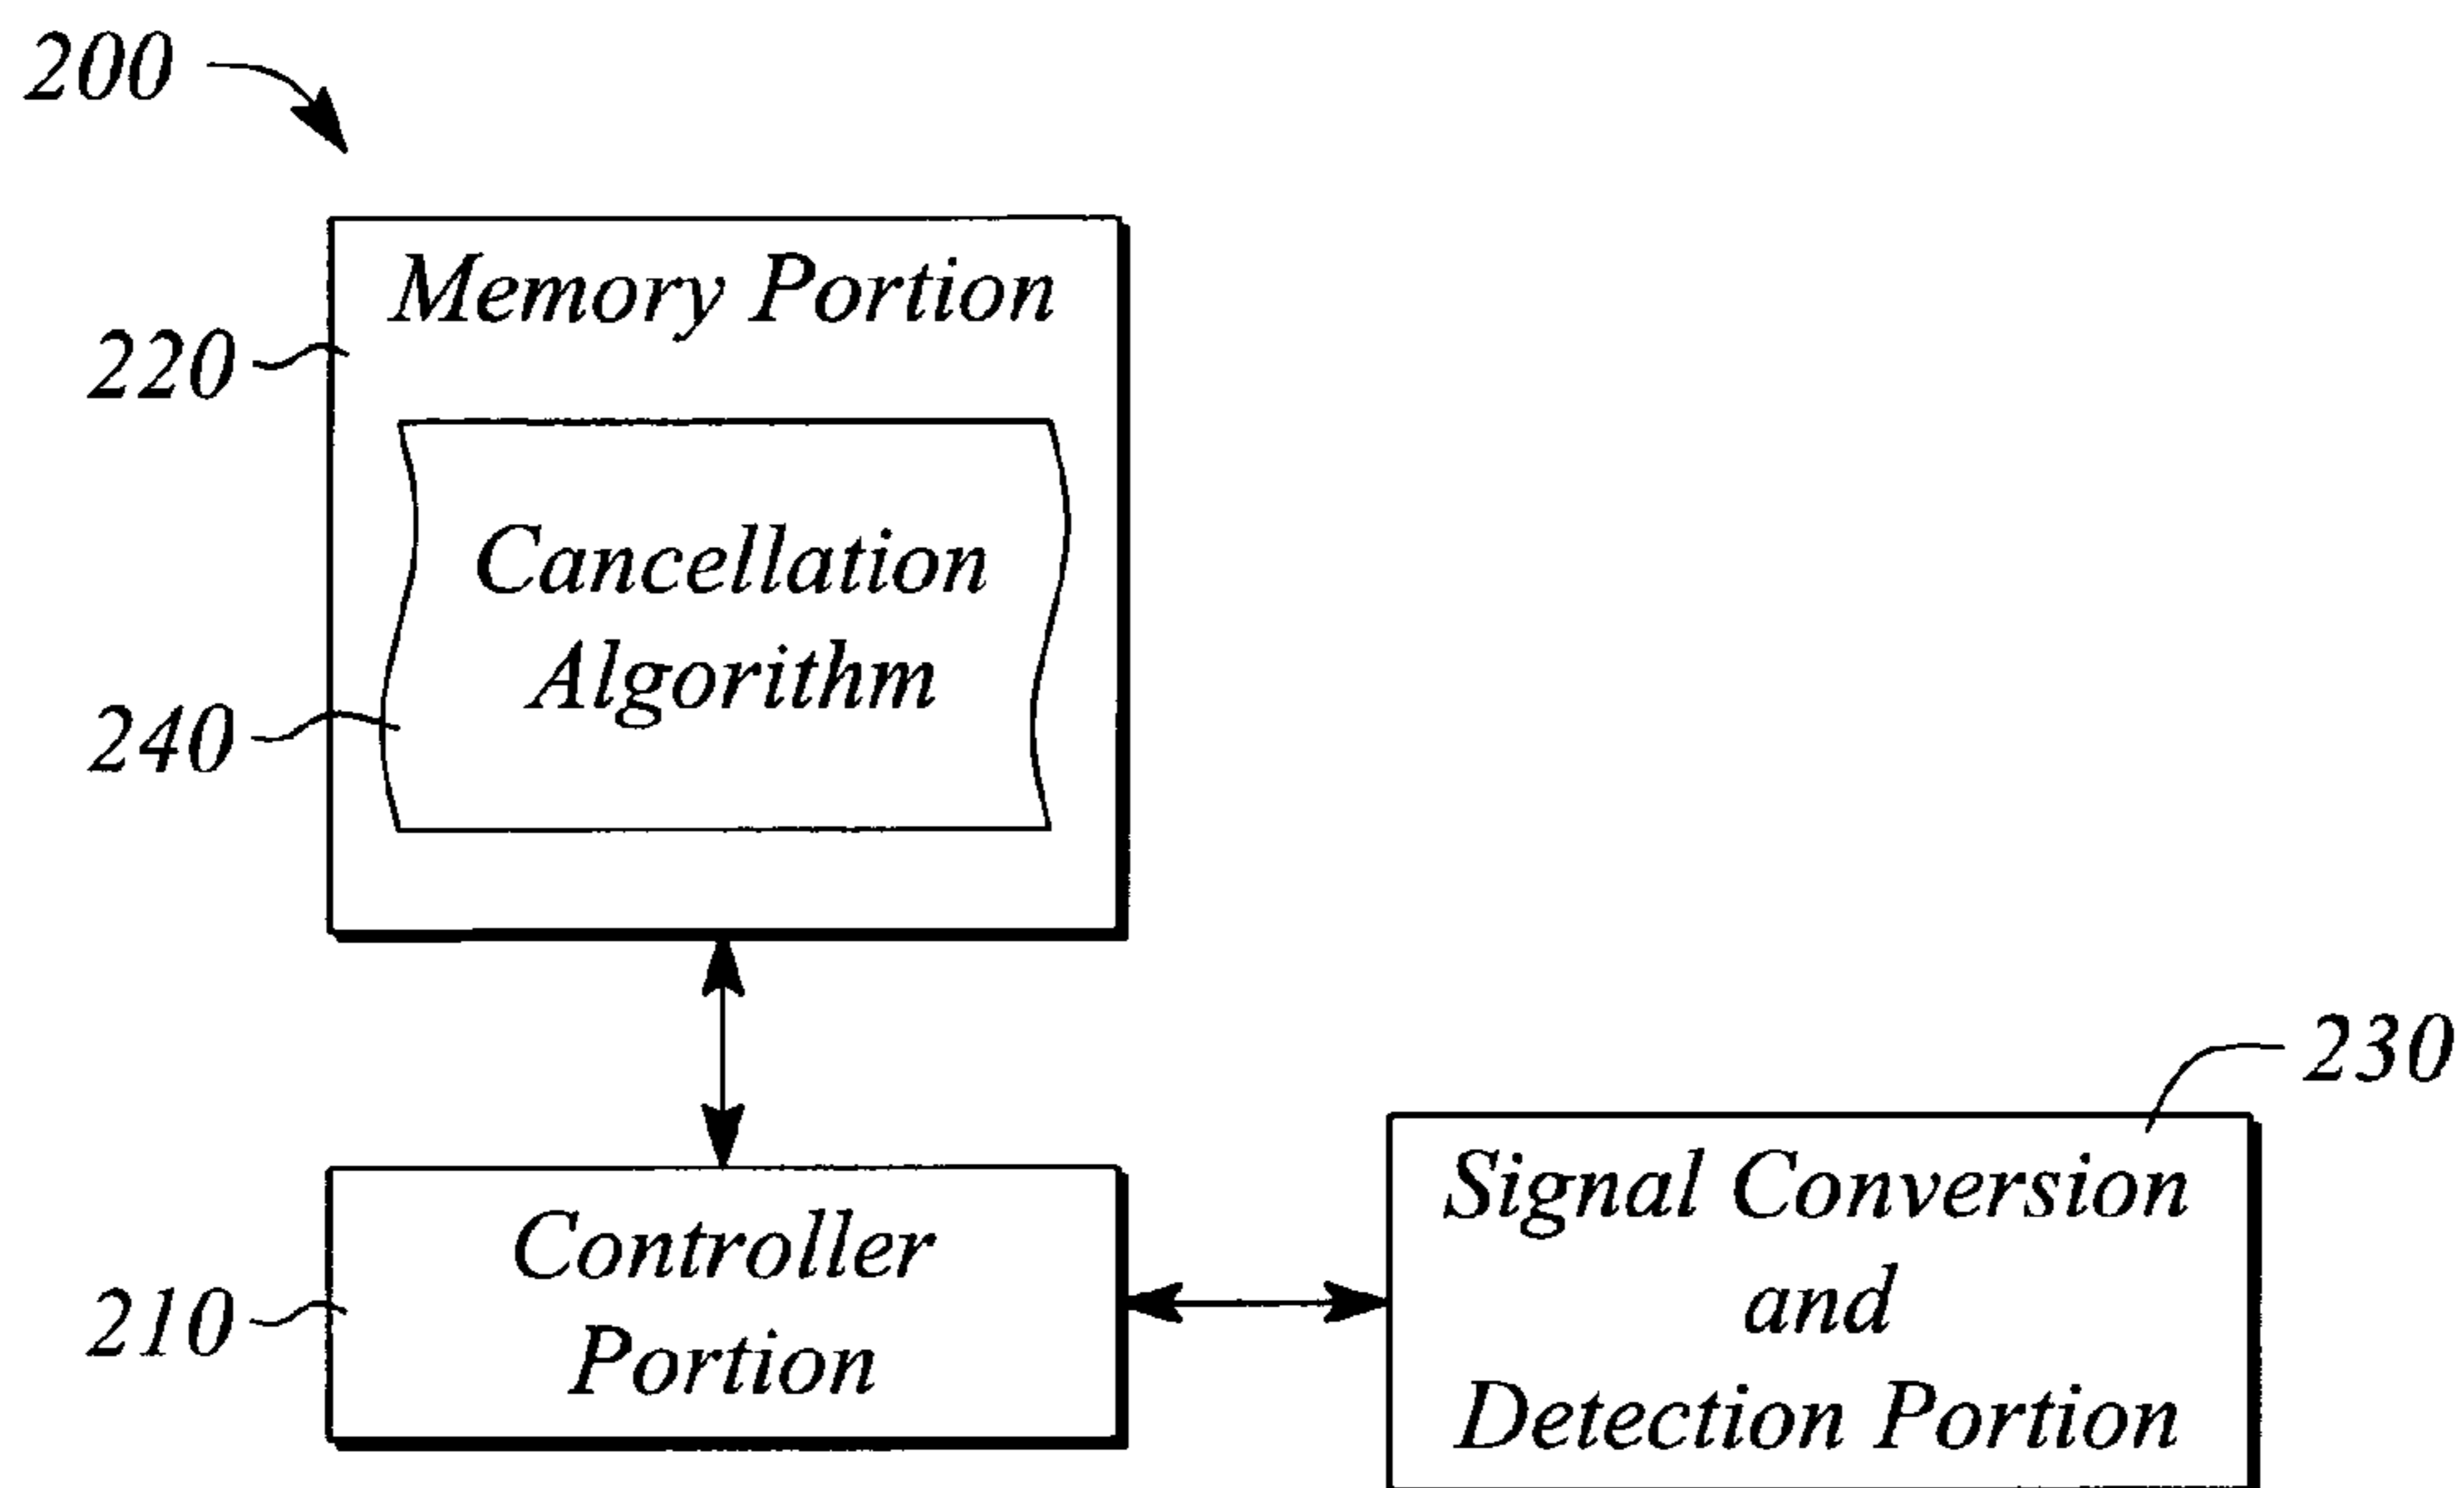 200
Memory Portion
220
Cancellation
Algorithm
240
230
Signal Conversion
and
Detection Portion
Controller
Portion
210